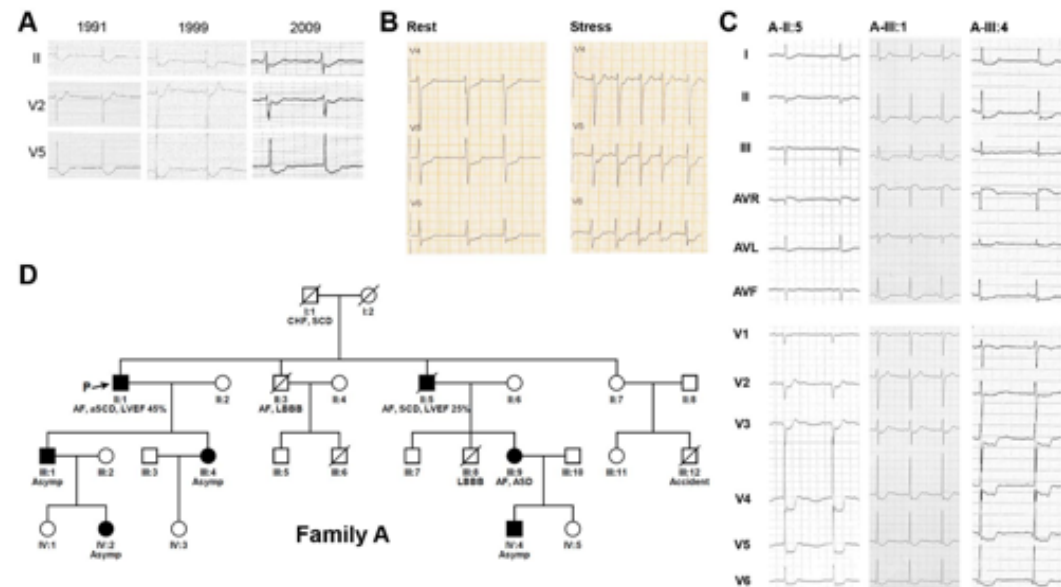 A
1991 1999 2009
II
V2
V5
B
Rest Stress
V4 V4
V5 V5
V6 V6
C
A-II:5 A-III:1 A-III:4
I
II
III
AVR
AVL
AVF
V1
V2
V3
V4
V5
V6
D
I:1 I:2
CHF, SCD
P
II:1 II:2 II:3 II:4 II:5 II:6 II:7 II:8
AF, aSCD, LVEF 45% AF, LBBB AF, SCD, LVEF 25%
III:1 III:2 III:3 III:4 III:5 III:6 III:7 III:8 III:9 III:10 III:11 III:12
Asymp Asymp LBBB AF, ASD Accident
IV:1 IV:2 IV:3 IV:4 IV:5
Asymp Asymp
Family A